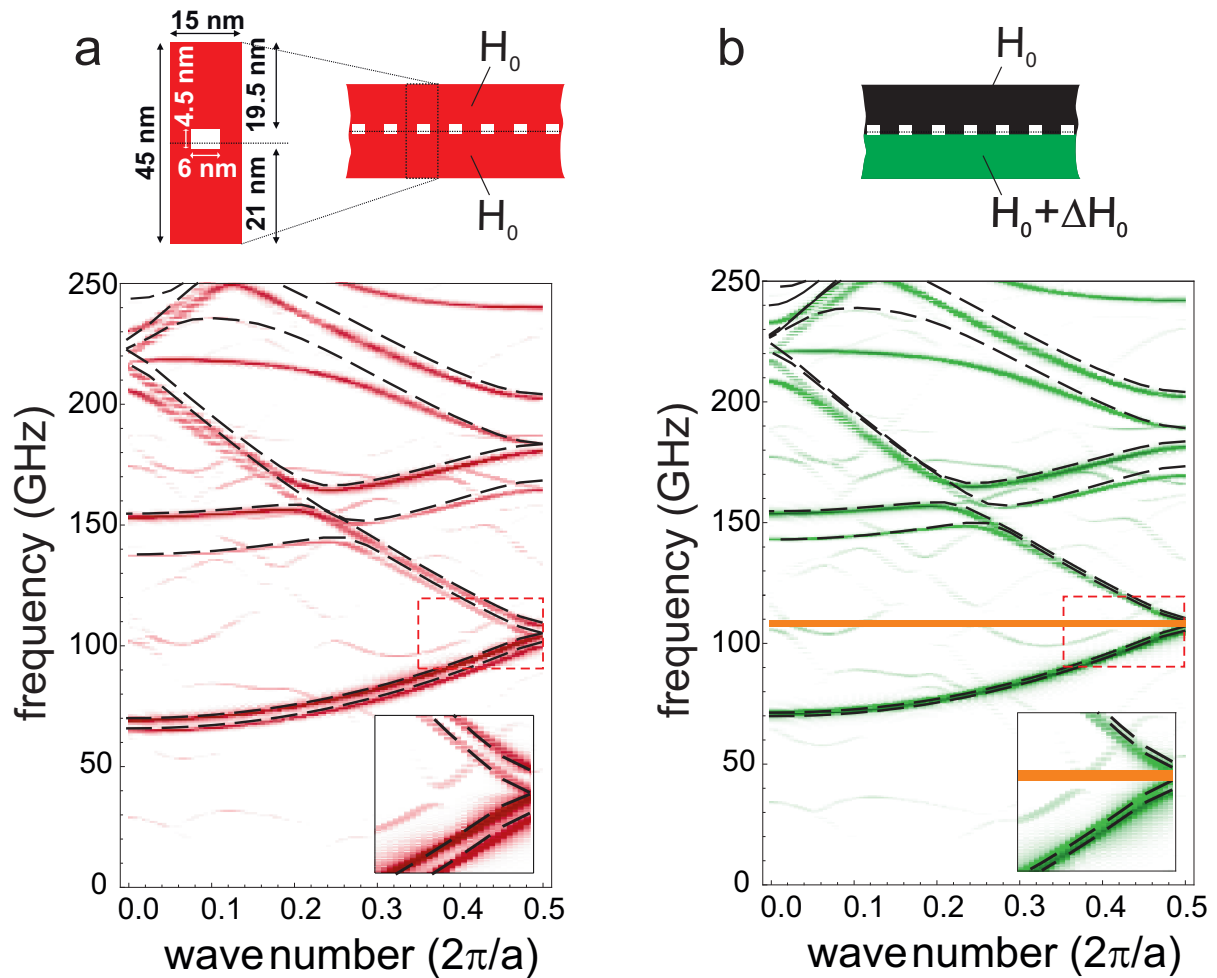 a
15 nm
45 nm
4.5 nm
6 nm
19.5 nm
21 nm
H₀
H₀
b
H₀
H₀+ΔH₀
frequency (GHz)
250
200
150
100
50
0
0.0 0.1 0.2 0.3 0.4 0.5
wave number (2π/a)
frequency (GHz)
250
200
150
100
50
0
0.0 0.1 0.2 0.3 0.4 0.5
wave number (2π/a)